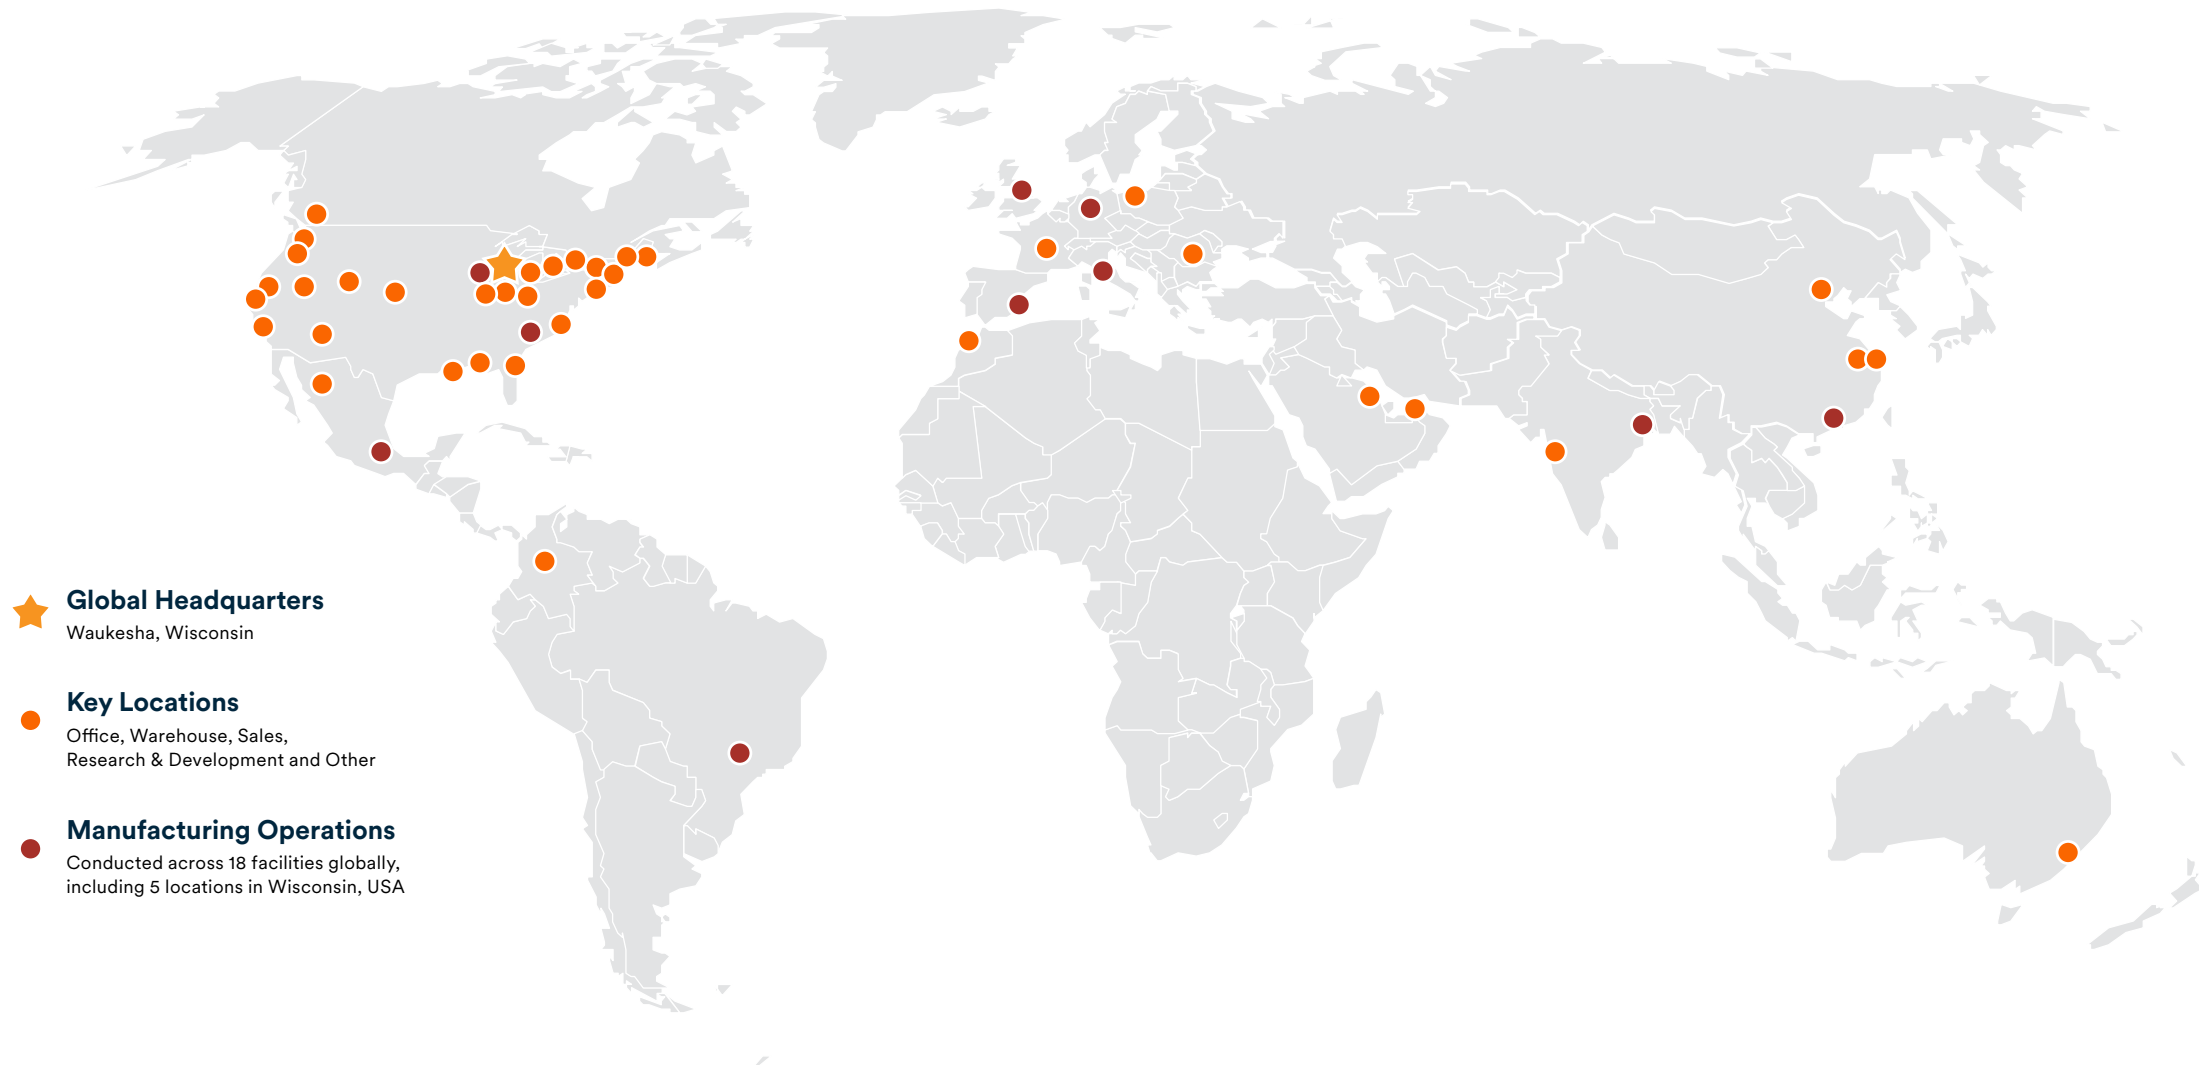 Global Headquarters
Waukesha, Wisconsin
Key Locations
Office, Warehouse, Sales,
Research & Development and Other
Manufacturing Operations
Conducted across 18 facilities globally,
including 5 locations in Wisconsin, USA